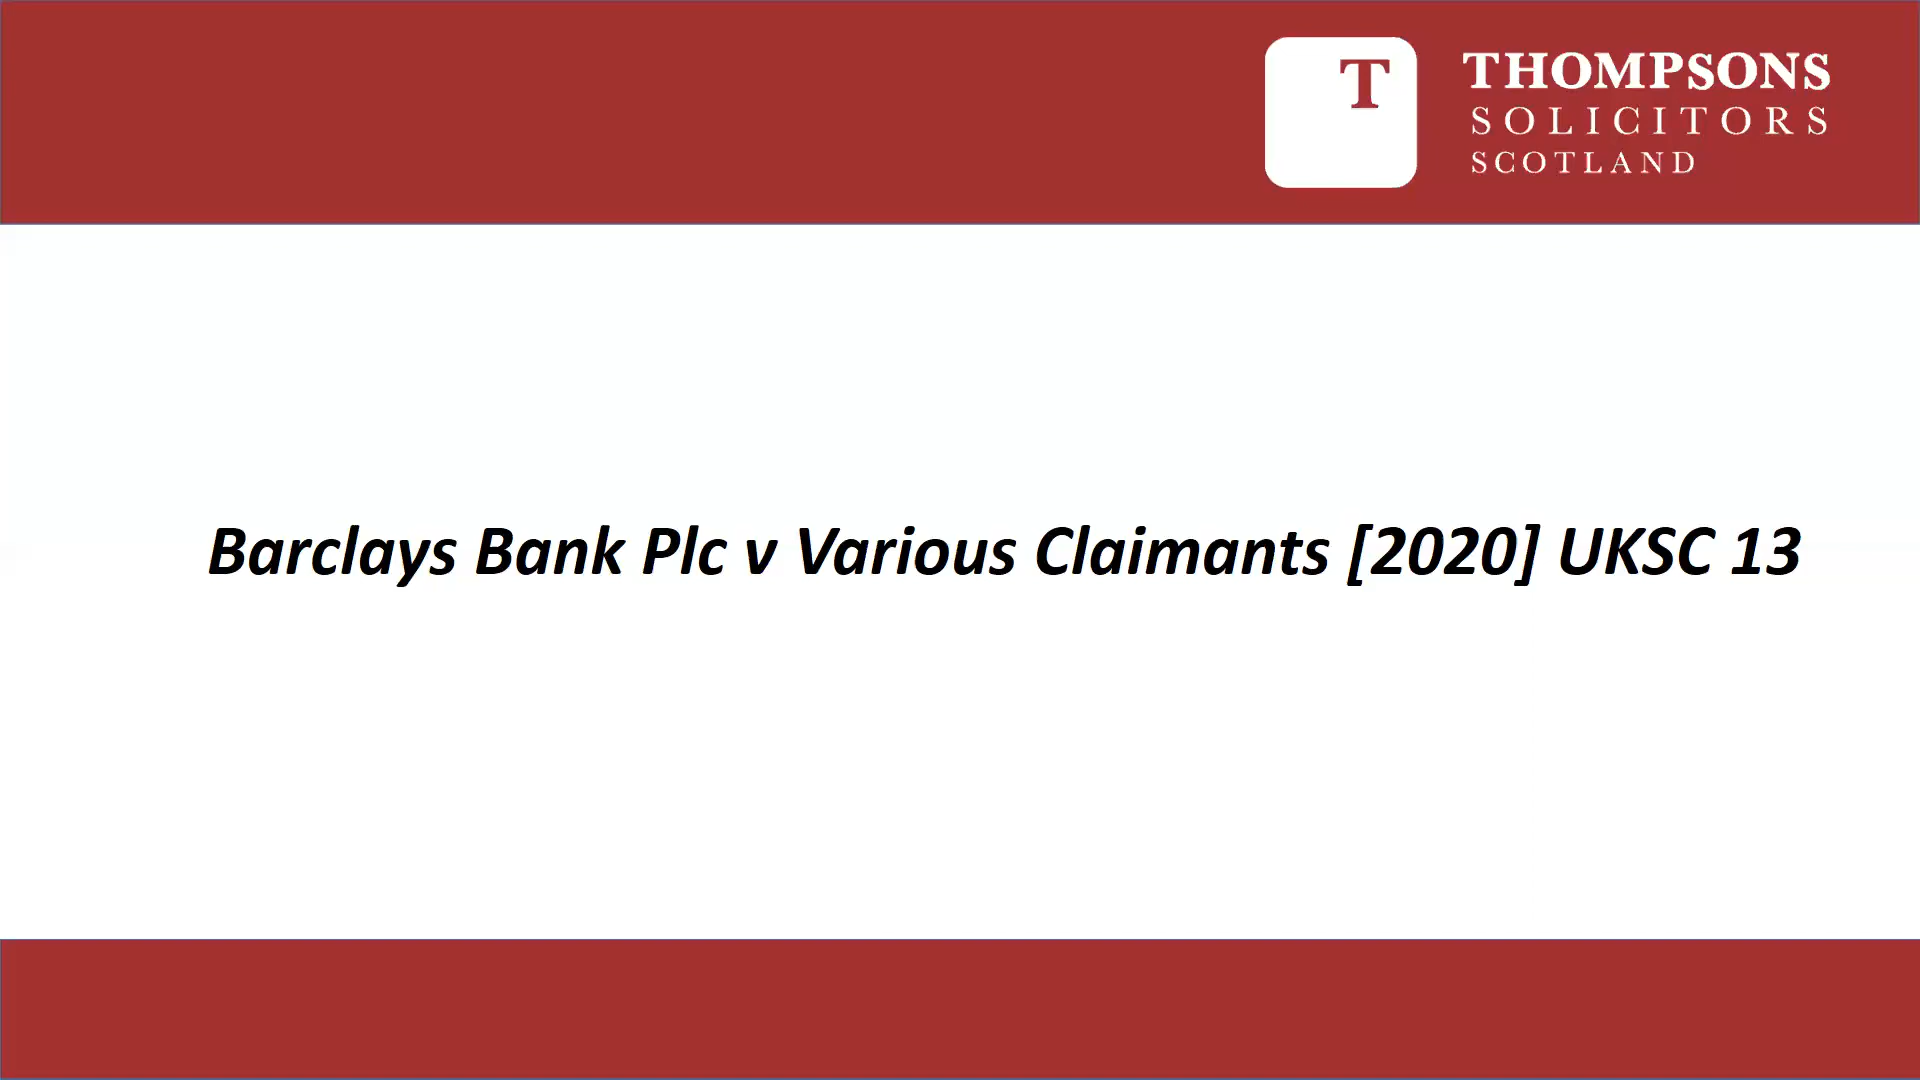 T
THOMPSONS
SOLICITORS
SCOTLAND
Barclays Bank Plc v Various Claimants [2020] UKSC 13